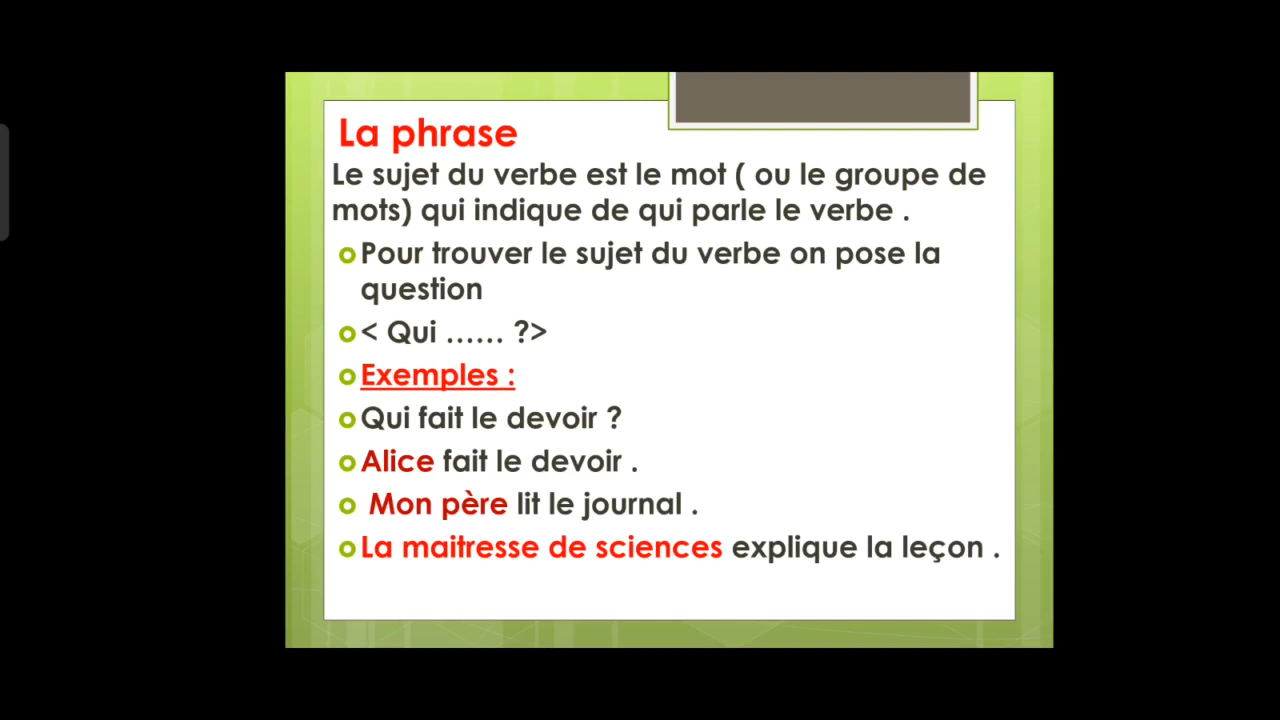 La phrase
Le sujet du verbe est le mot ( ou le groupe de
mots) qui indique de qui parle le verbe .
Pour trouver le sujet du verbe on pose la
question
< Qui ...... ?>
Exemples :
Qui fait le devoir ?
Alice fait le devoir .
Mon père lit le journal .
La maitresse de sciences explique la leçon .